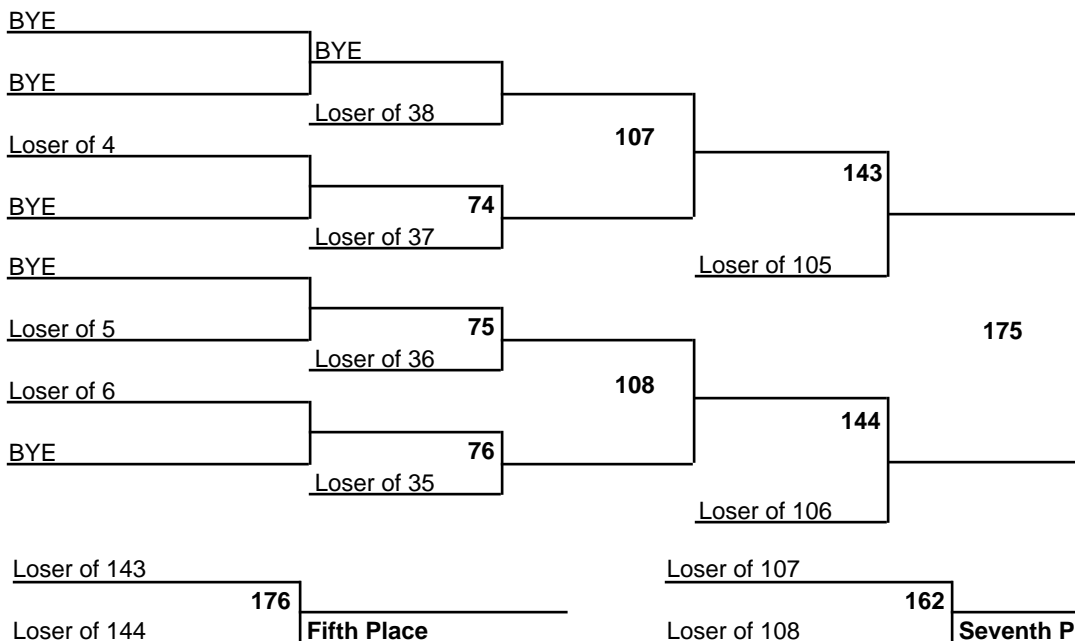 BYE
BYE
BYE
Loser of 38
107
Loser of 4
143
BYE
74
Loser of 37
BYE
Loser of 105
Loser of 5
75
175
Loser of 36
Loser of 6
108
144
BYE
76
Loser of 35
Loser of 106
Loser of 143
Loser of 107
176
162
Loser of 144
Fifth Place
Loser of 108
Seventh P